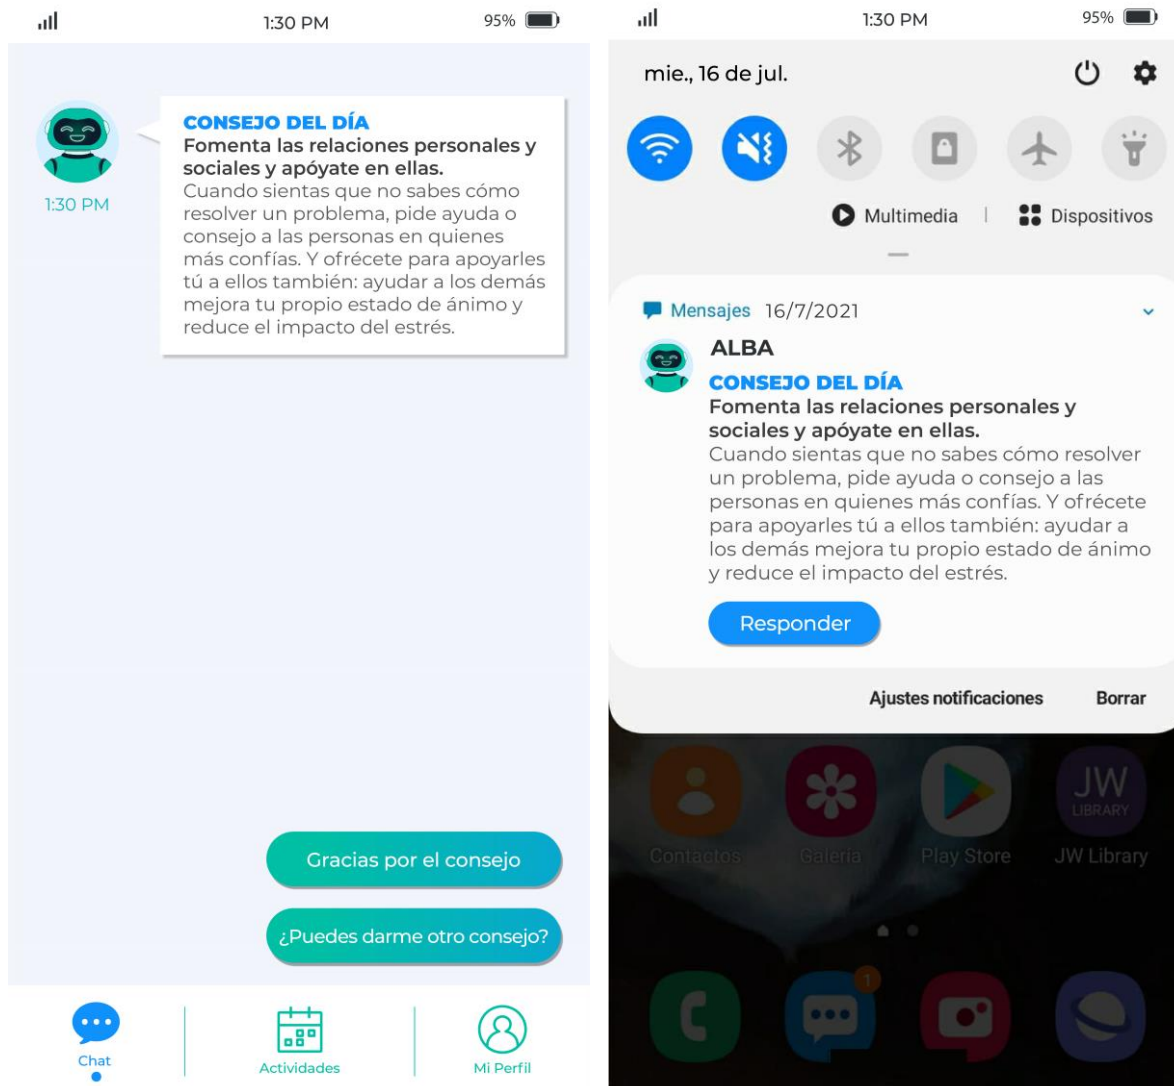 1:30 PM
95%
CONSEJO DEL DÍA
Fomenta las relaciones personales y
sociales y apóyate en ellas.
Cuando sientas que no sabes cómo
resolver un problema, pide ayuda o
consejo a las personas en quienes
más confías. Y ofrécete para apoyarles
tú a ellos también: ayudar a los demás
mejora tu propio estado de ánimo y
reduce el impacto del estrés.
1:30 PM
Gracias por el consejo
¿Puedes darme otro consejo?
Chat
Actividades
Mi Perfil
1:30 PM
95%
mie., 16 de jul.
Multimedia
Dispositivos
Mensajes 16/7/2021
ALBA
CONSEJO DEL DÍA
Fomenta las relaciones personales y
sociales y apóyate en ellas.
Cuando sientas que no sabes cómo resolver
un problema, pide ayuda o consejo a las
personas en quienes más confías. Y ofrécete
para apoyarles tú a ellos también: ayudar a
los demás mejora tu propio estado de ánimo
y reduce el impacto del estrés.
Responder
Ajustes notificaciones
Borrar
JW
LIBRARY
Contactos
Galería
Play Store
JW Library
1